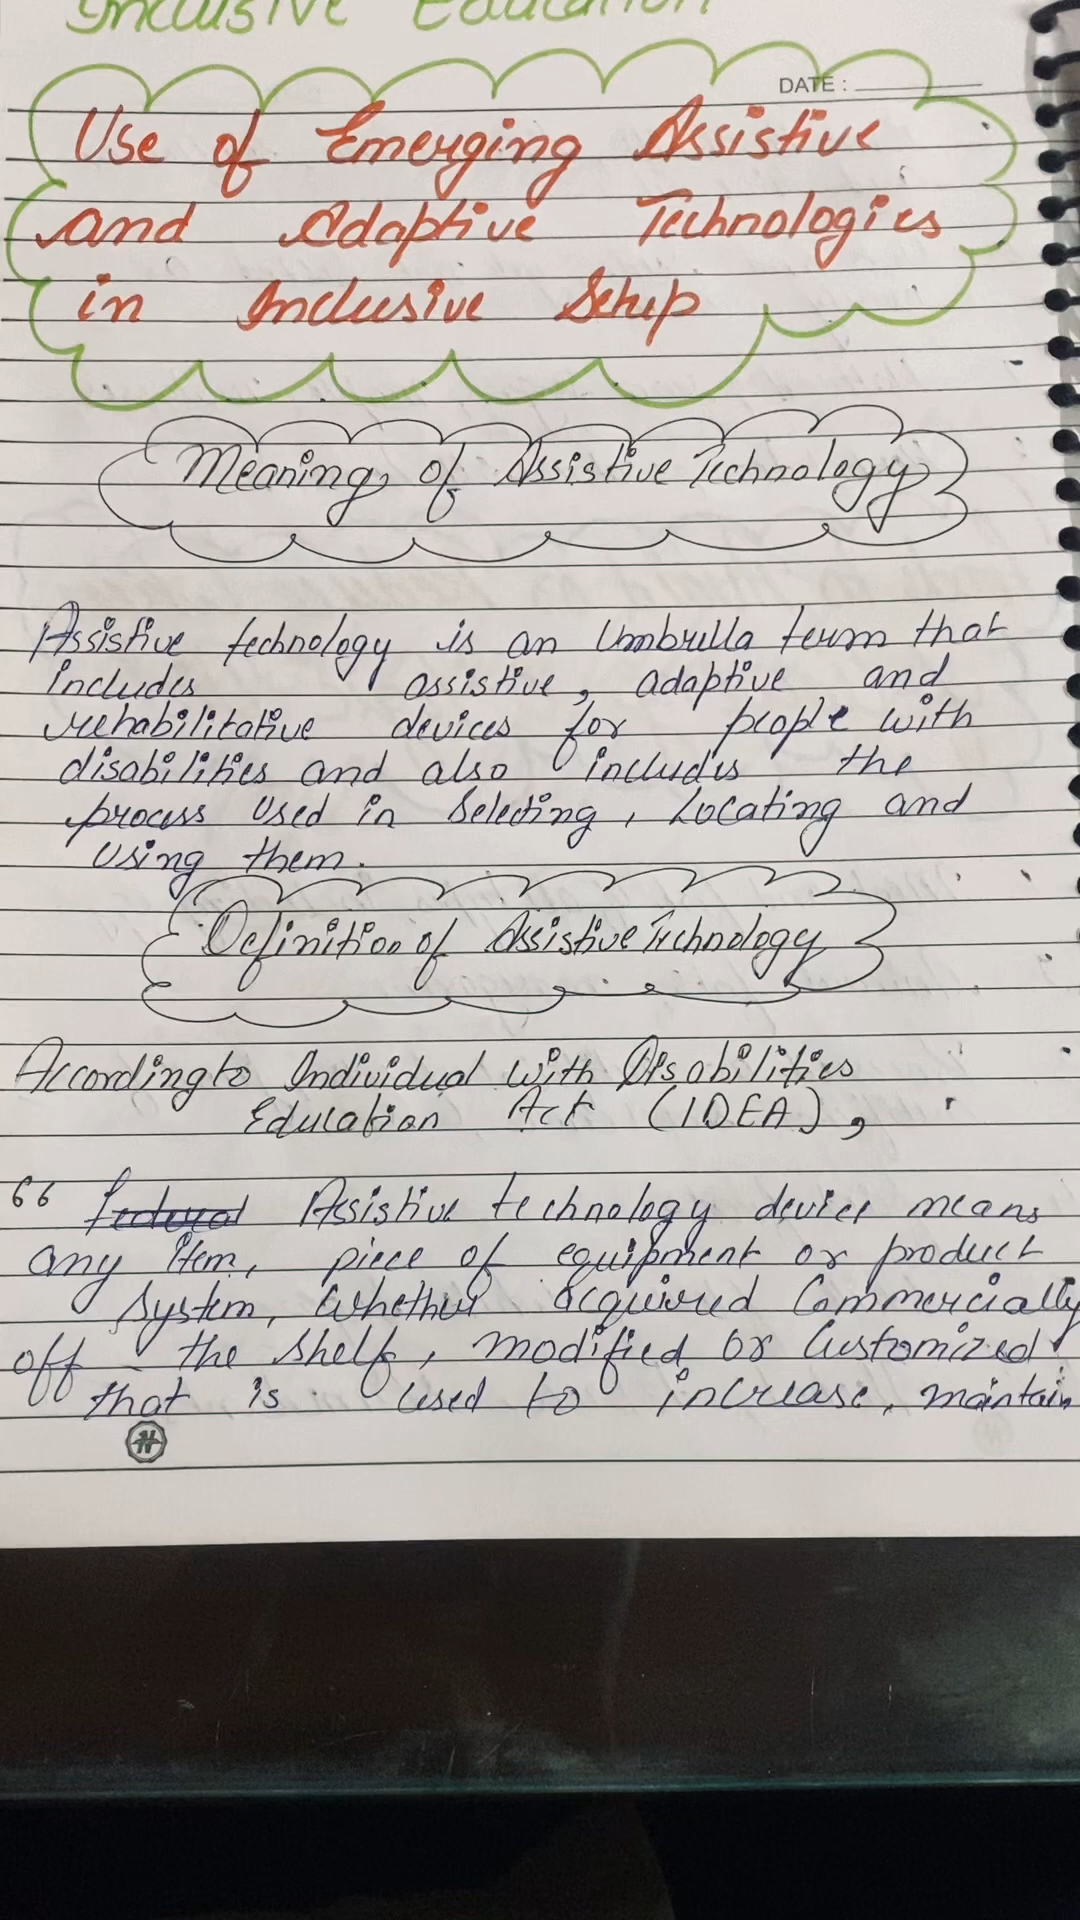 Inclusive Education
DATE :
Use of Emerging Assistive
and Adaptive Technologies
in Inclusive Setup
Meaning of Assistive Technology
Assistive technology is an Umbrella term that
includes assistive, adaptive and
rehabilitative devices for people with
disabilities and also includes the
process used in Selecting, Locating and
Using them.
Definition of Assistive Technology
According to Individual with Disabilities
Education Act (IDEA),
"Federal Assistive technology device means
any item, piece of equipment or product
system, whether acquired Commercially
off - the shelf, modified or Customized
that is used to increase, maintain